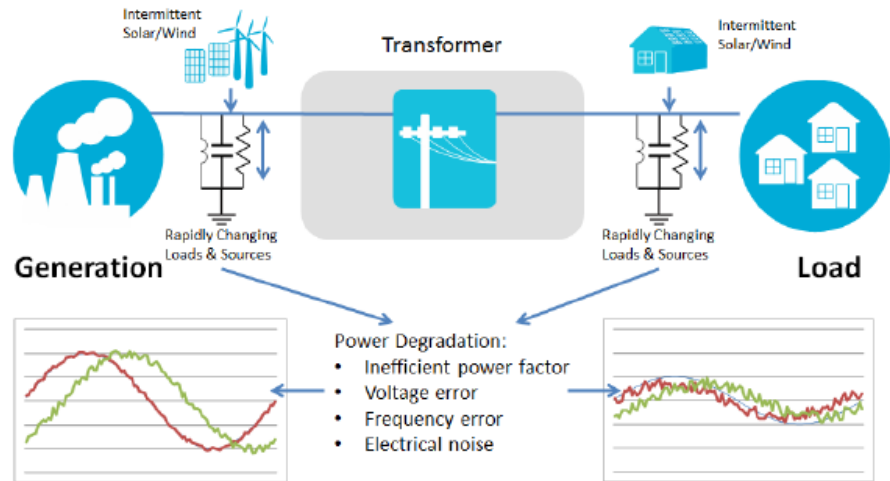 Intermittent
Solar/Wind
Transformer
Intermittent
Solar/Wind
Rapidly Changing
Loads & Sources
Rapidly Changing
Loads & Sources
Generation
Load
Power Degradation:
• Inefficient power factor
• Voltage error
• Frequency error
• Electrical noise